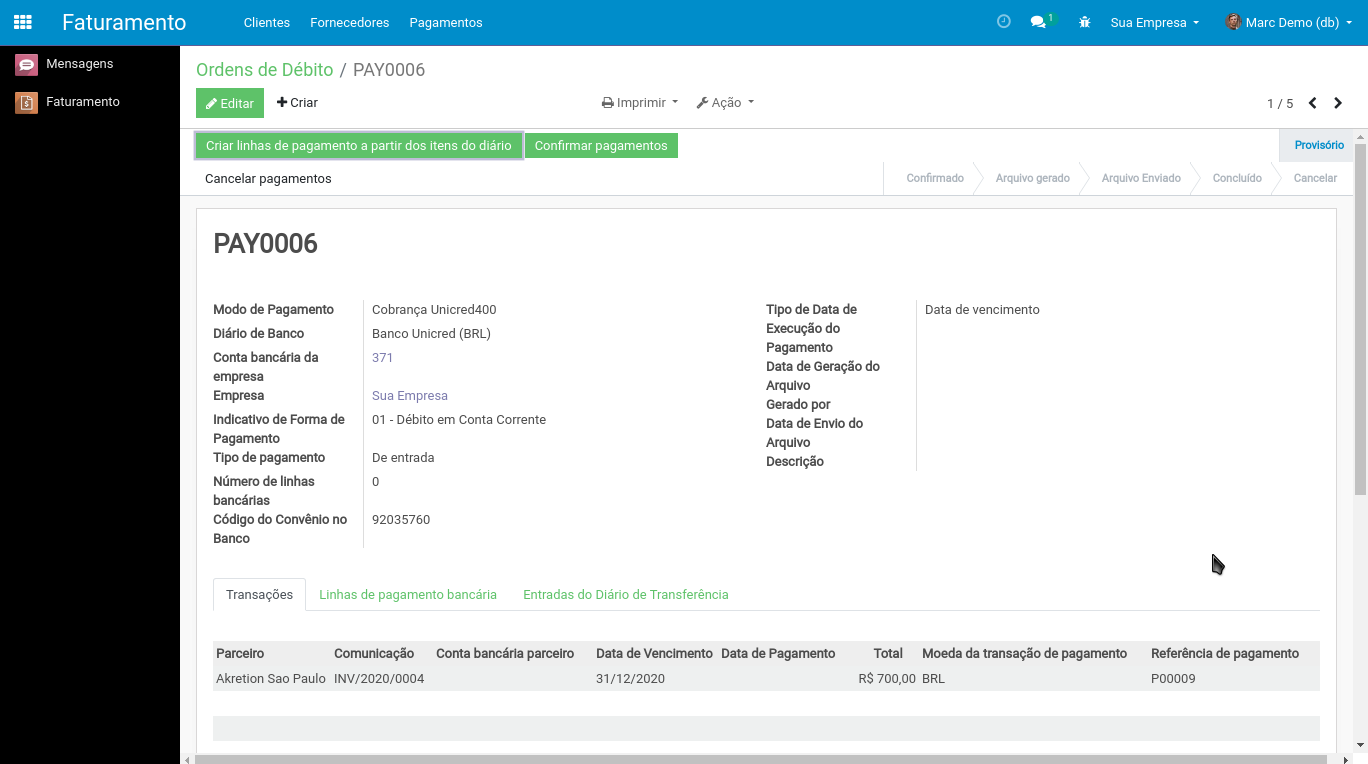 Faturamento Clientes Fornecedores Pagamentos 1 Sua Empresa Marc Demo (db)
Mensagens
Faturamento
Ordens de Débito / PAY0006
Editar Criar Imprimir Ação 1 / 5
Criar linhas de pagamento a partir dos itens do diário Confirmar pagamentos Provisório
Cancelar pagamentos Confirmado Arquivo gerado Arquivo Enviado Concluído Cancelar
PAY0006
Modo de Pagamento Cobrança Unicred400
Diário de Banco Banco Unicred (BRL)
Conta bancária da
empresa
371
Empresa Sua Empresa
Indicativo de Forma de
Pagamento
01 - Débito em Conta Corrente
Tipo de pagamento De entrada
Número de linhas
bancárias
0
Código do Convênio no
Banco
92035760
Tipo de Data de
Execução do
Pagamento
Data de vencimento
Data de Geração do
Arquivo
Gerado por
Data de Envio do
Arquivo
Descrição
Transações Linhas de pagamento bancária Entradas do Diário de Transferência
Parceiro Comunicação Conta bancária parceiro Data de Vencimento Data de Pagamento Total Moeda da transação de pagamento Referência de pagamento
Akretion Sao Paulo INV/2020/0004 31/12/2020 R$ 700,00 BRL P00009